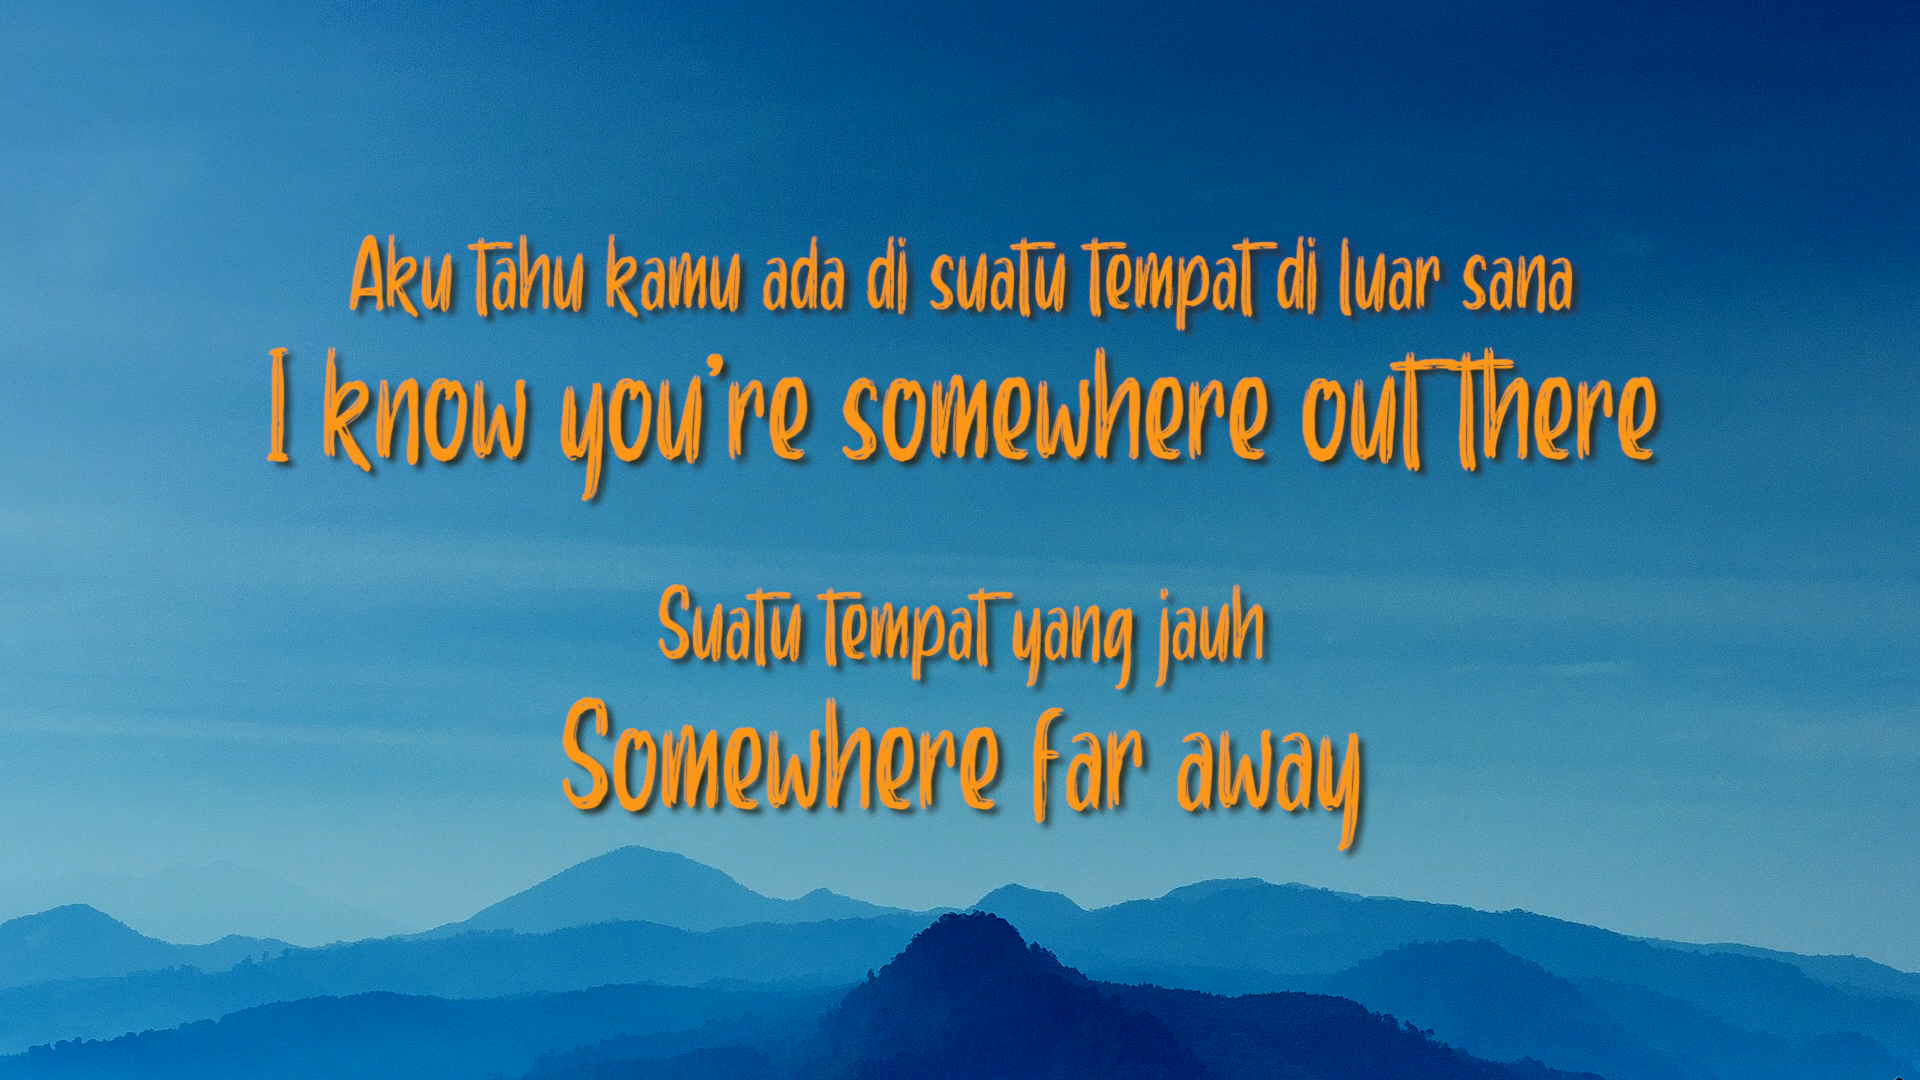 Aku tahu kamu ada di suatu tempat di luar sana
I know you're somewhere out there
Suatu tempat yang jauh
Somewhere far away